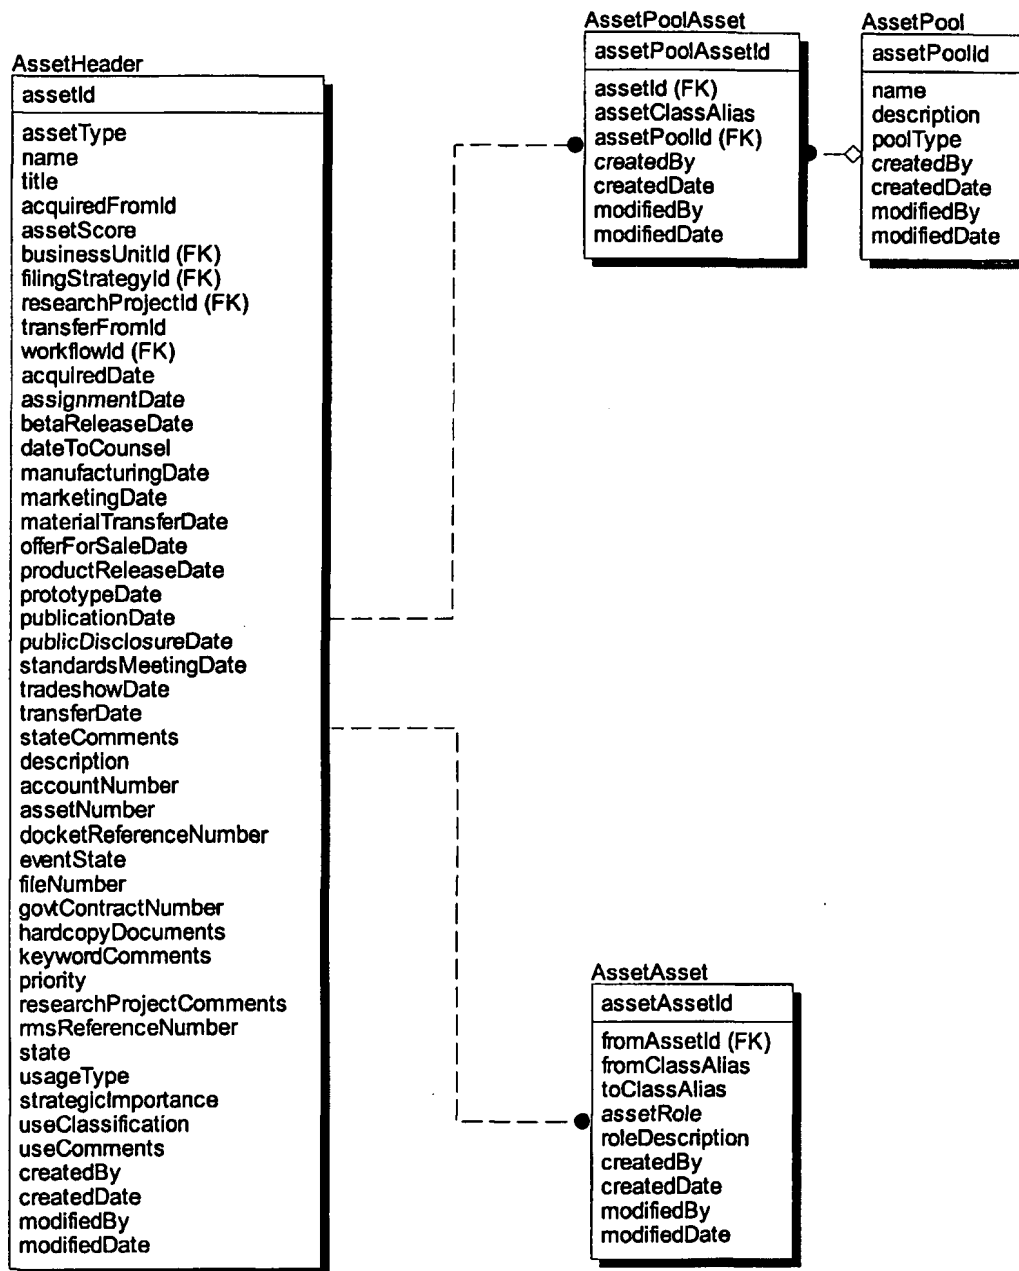 AssetHeader
assetId
assetType
name
title
acquiredFromId
assetScore
businessUnitId (FK)
filingStrategyId (FK)
researchProjectId (FK)
transferFromId
workflowId (FK)
acquiredDate
assignmentDate
betaReleaseDate
dateToCounsel
manufacturingDate
marketingDate
materialTransferDate
offerForSaleDate
productReleaseDate
prototypeDate
publicationDate
publicDisclosureDate
standardsMeetingDate
tradeshowDate
transferDate
stateComments
description
accountNumber
assetNumber
docketReferenceNumber
eventState
fileNumber
govtContractNumber
hardcopyDocuments
keywordComments
priority
researchProjectComments
rmsReferenceNumber
state
usageType
strategicImportance
useClassification
useComments
createdBy
createdDate
modifiedBy
modifiedDate
AssetPoolAsset
assetPoolAssetId
assetId (FK)
assetClassAlias
assetPoolId (FK)
createdBy
createdDate
modifiedBy
modifiedDate
AssetPool
assetPoolId
name
description
poolType
createdBy
createdDate
modifiedBy
modifiedDate
AssetAsset
assetAssetId
fromAssetId (FK)
fromClassAlias
toClassAlias
assetRole
roleDescription
createdBy
createdDate
modifiedBy
modifiedDate